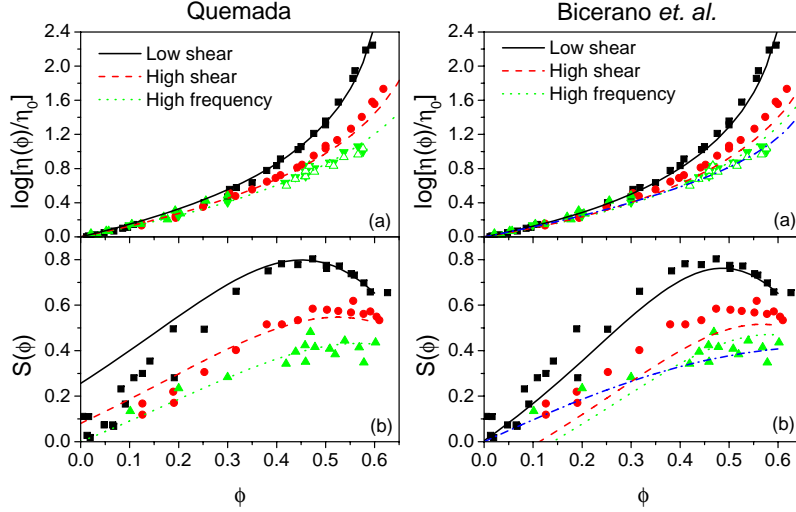 Quemada
Bicerano et. al.
log[η(ϕ)/η0]
2.4
2.0
1.6
1.2
0.8
0.4
0.0
Low shear
High shear
High frequency
(a)
log[η(ϕ)/η0]
2.4
2.0
1.6
1.2
0.8
0.4
0.0
Low shear
High shear
High frequency
(a)
S(ϕ)
0.8
0.6
0.4
0.2
0.0
(b)
0.0 0.1 0.2 0.3 0.4 0.5 0.6
ϕ
S(ϕ)
0.8
0.6
0.4
0.2
0.0
(b)
0.0 0.1 0.2 0.3 0.4 0.5 0.6
ϕ